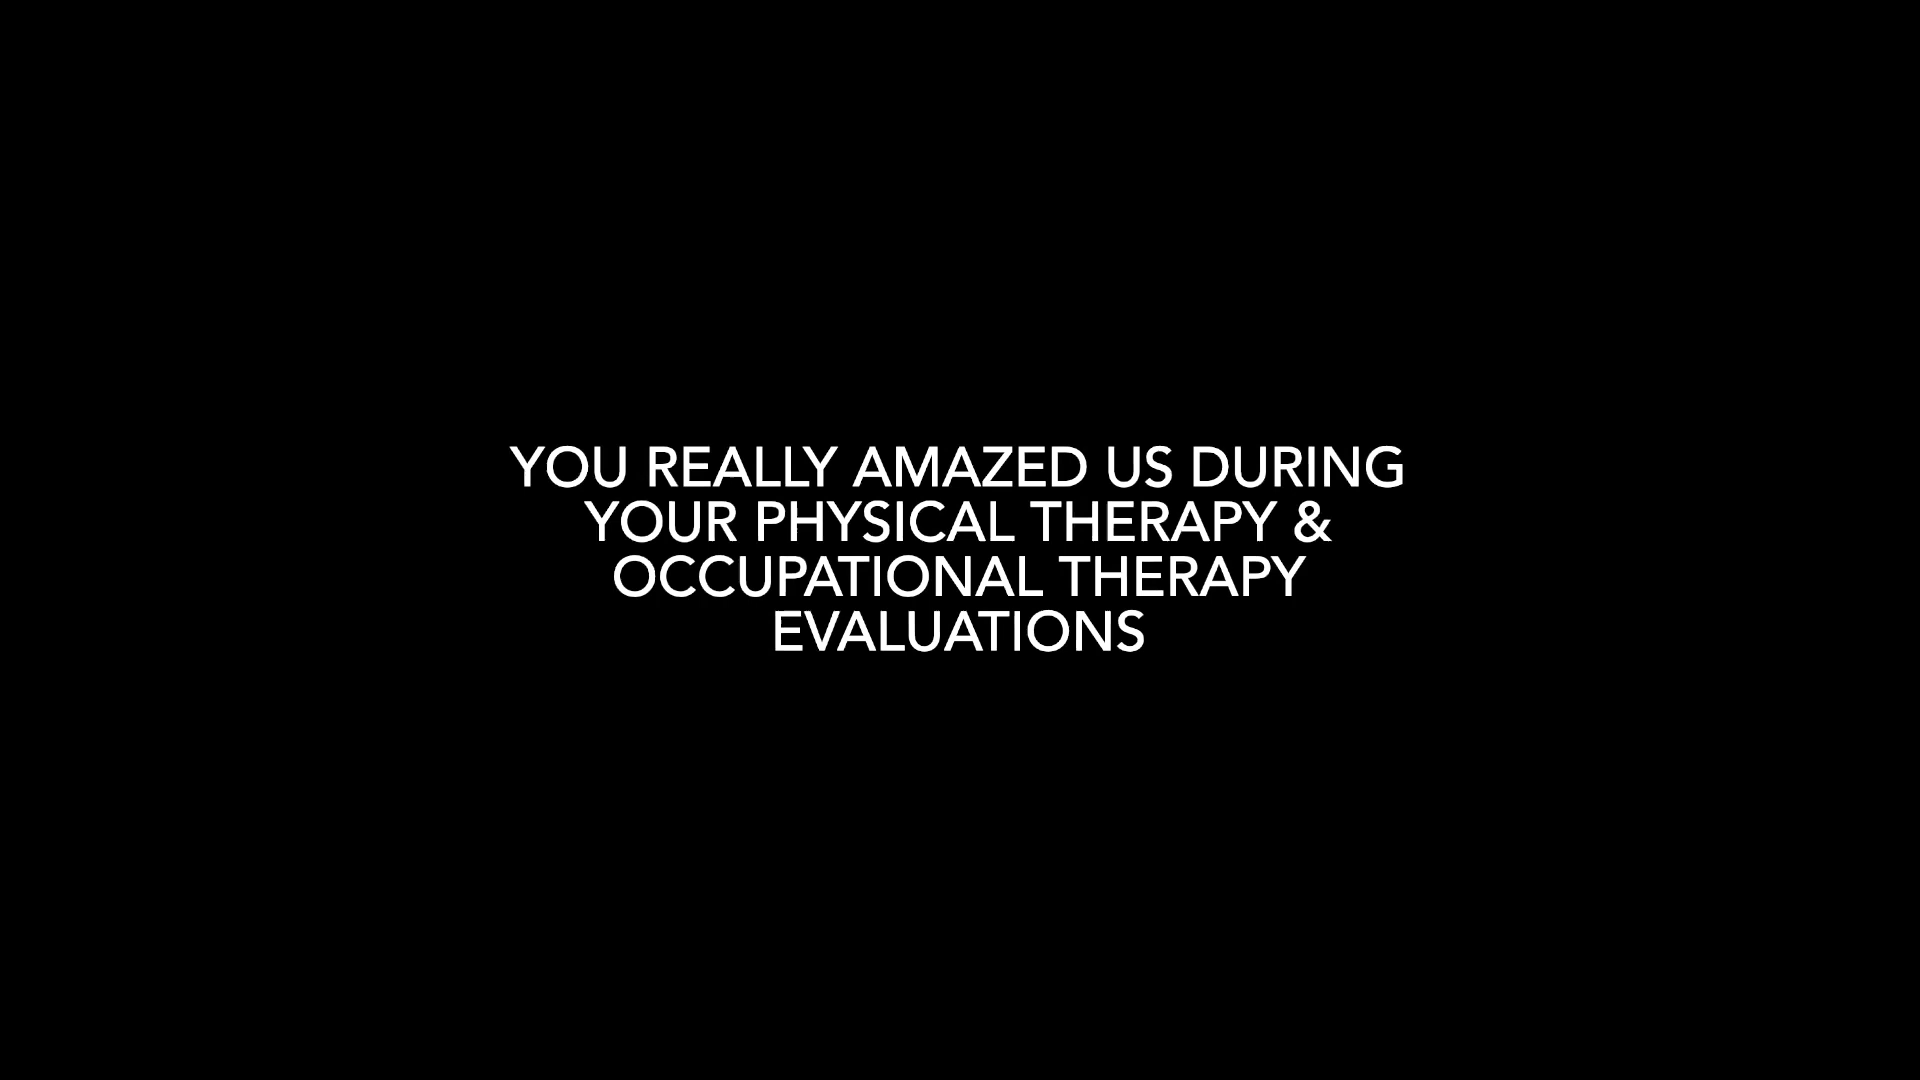 YOU REALLY AMAZED US DURING
YOUR PHYSICAL THERAPY &
OCCUPATIONAL THERAPY
EVALUATIONS